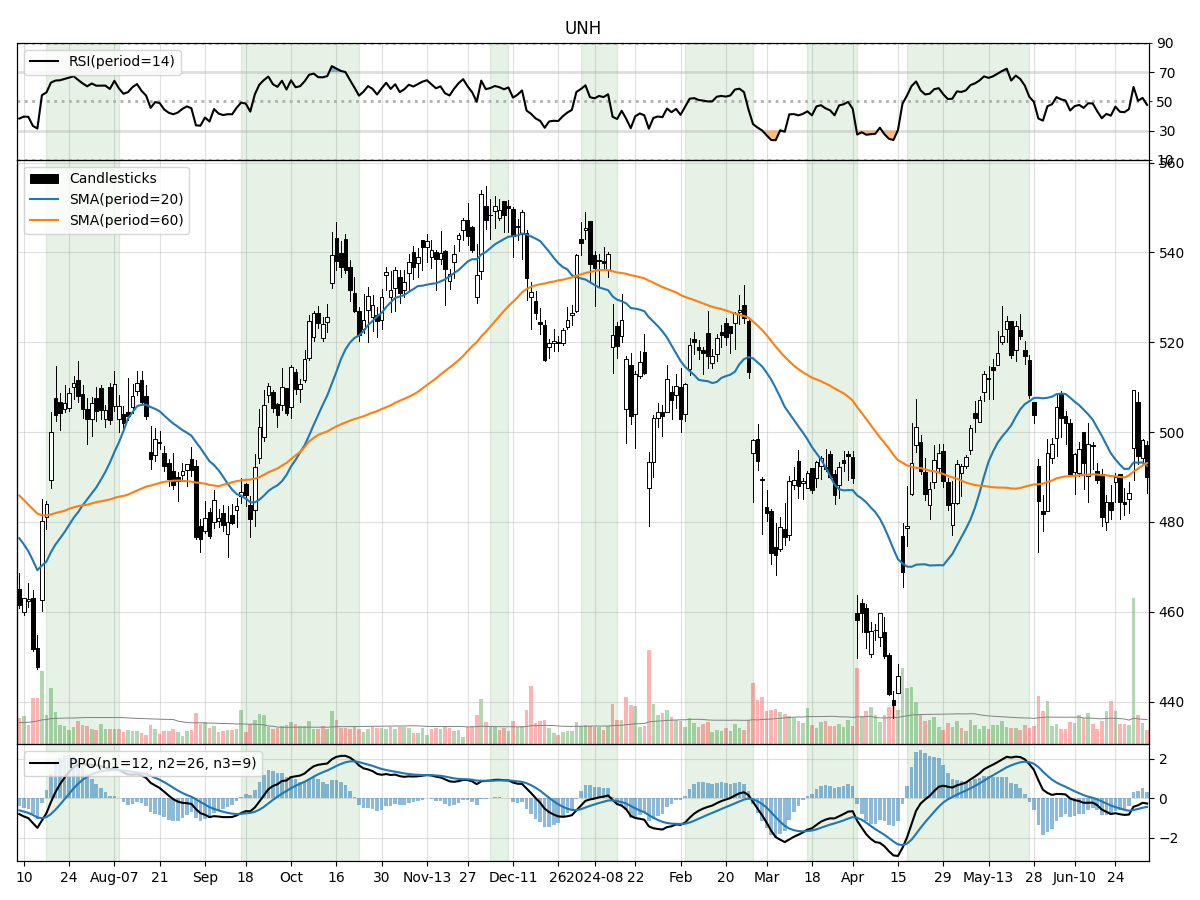 UNH
RSI(period=14)
90
70
50
30
10
Candlesticks
SMA(period=20)
SMA(period=60)
560
540
520
500
480
460
440
PPO(n1=12, n2=26, n3=9)
2
0
−2
10 24 Aug-07 21 Sep 18 Oct 16 30 Nov-13 27 Dec-11 26 2024-08 22 Feb 20 Mar 18 Apr 15 29 May-13 28 Jun-10 24